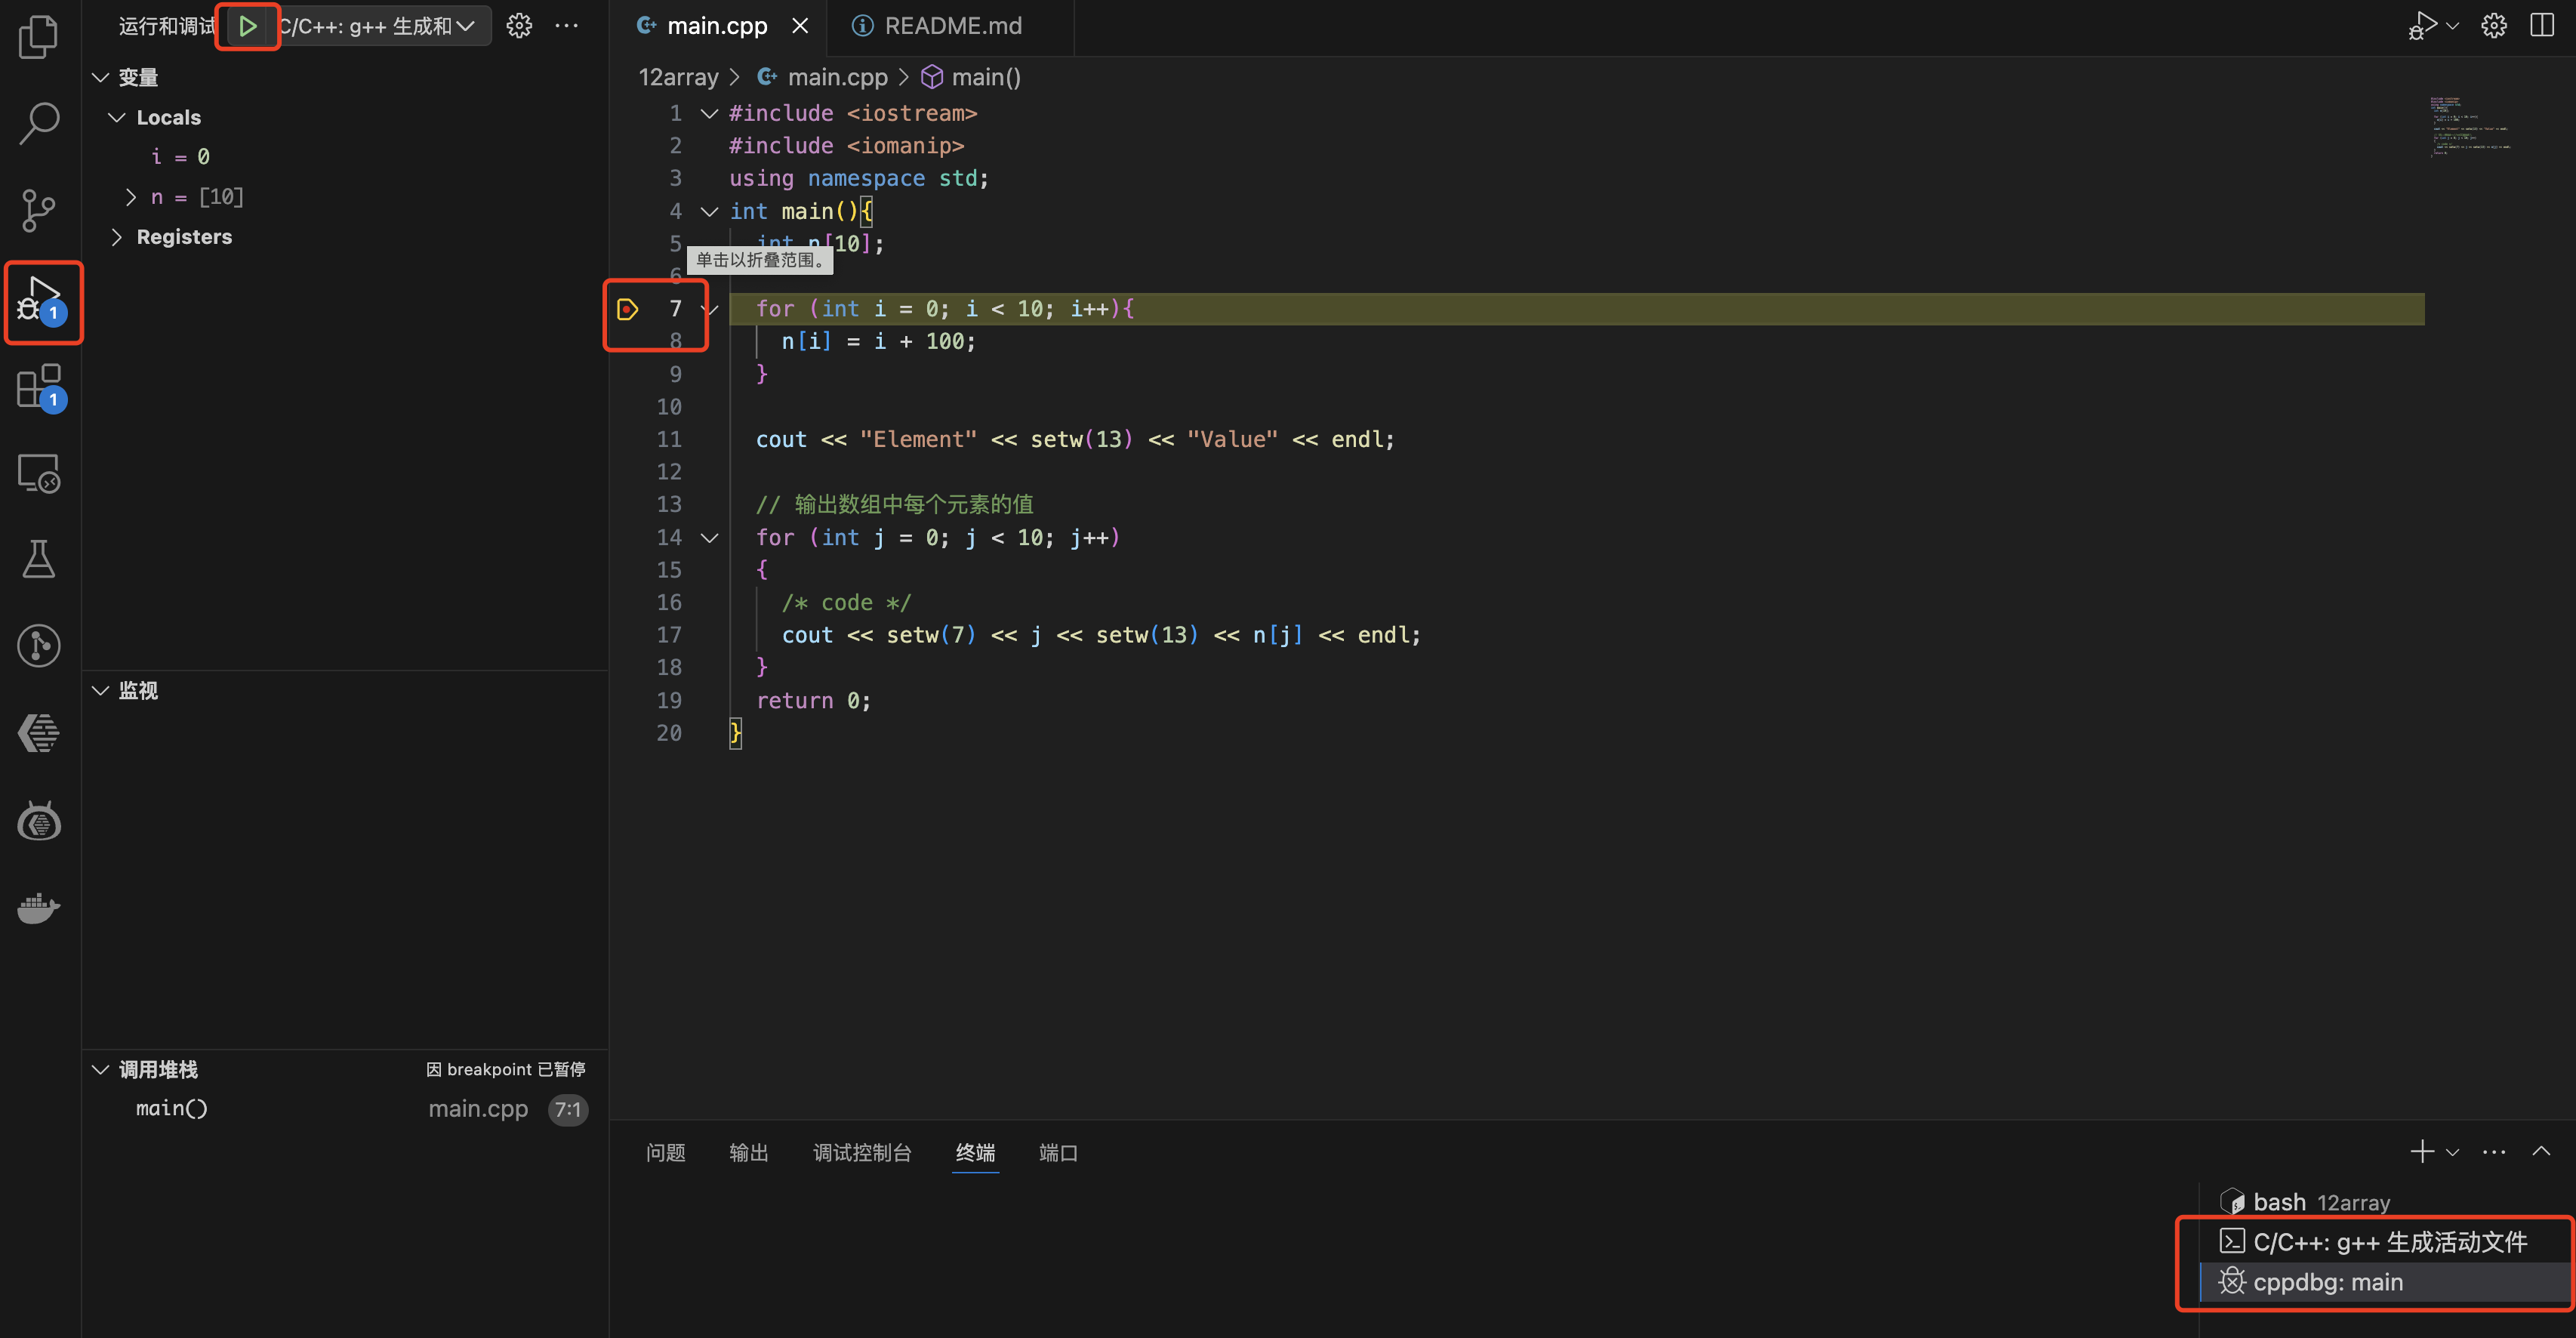 运行和调试 C/C++: g++ 生成和
变量
Locals
i = 0
n = [10]
Registers
1
1
监视
调用堆栈 因 breakpoint 已暂停
main() main.cpp 7:1
main.cpp README.md
12array > main.cpp > main()
1 #include <iostream>
2 #include <iomanip>
3 using namespace std;
4 int main(){
5 int n[10];
单击以折叠范围。
6
7 for (int i = 0; i < 10; i++){
8 n[i] = i + 100;
9 }
10
11 cout << "Element" << setw(13) << "Value" << endl;
12
13 // 输出数组中每个元素的值
14 for (int j = 0; j < 10; j++)
15 {
16 /* code */
17 cout << setw(7) << j << setw(13) << n[j] << endl;
18 }
19 return 0;
20 }
问题 输出 调试控制台 终端 端口
bash 12array
C/C++: g++ 生成活动文件
cppdbg: main